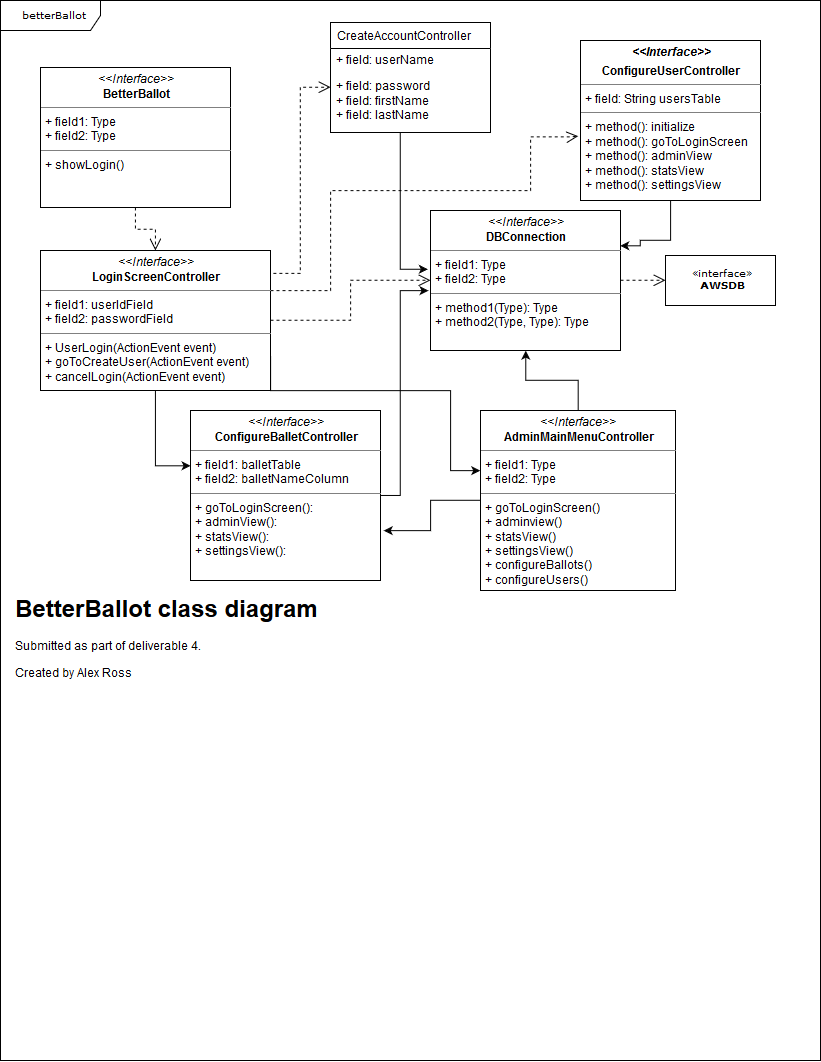 betterBallot
CreateAccountController
+ field: userName
+ field: password
+ field: firstName
+ field: lastName
<<Interface>>
ConfigureUserController
+ field: String usersTable
+ method(): initialize
+ method(): goToLoginScreen
+ method(): adminView
+ method(): statsView
+ method(): settingsView
<<Interface>>
BetterBallot
+ field1: Type
+ field2: Type
+ showLogin()
<<Interface>>
DBConnection
+ field1: Type
+ field2: Type
+ method1(Type): Type
+ method2(Type, Type): Type
«interface»
AWSDB
<<Interface>>
LoginScreenController
+ field1: userIdField
+ field2: passwordField
+ UserLogin(ActionEvent event)
+ goToCreateUser(ActionEvent event)
+ cancelLogin(ActionEvent event)
<<Interface>>
ConfigureBalletController
+ field1: balletTable
+ field2: balletNameColumn
+ goToLoginScreen():
+ adminView():
+ statsView():
+ settingsView():
<<Interface>>
AdminMainMenuController
+ field1: Type
+ field2: Type
+ goToLoginScreen()
+ adminview()
+ statsView()
+ settingsView()
+ configureBallots()
+ configureUsers()
BetterBallot class diagram
Submitted as part of deliverable 4.
Created by Alex Ross